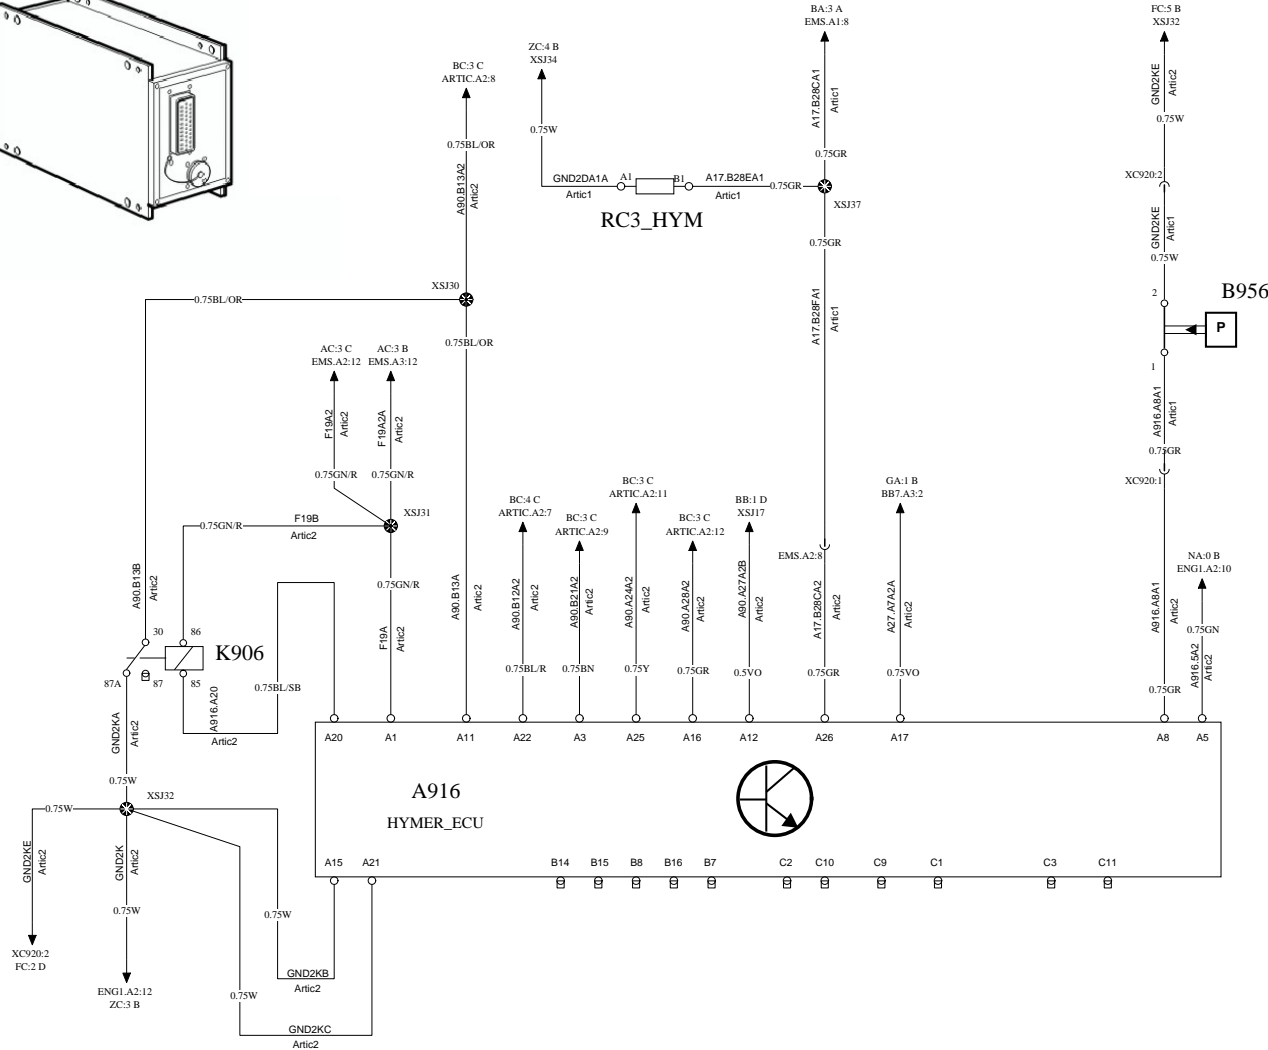 BA:3 A
EMS.A1:8
FC:5 B
XSJ32
ZC:4 B
XSJ34
BC:3 C
ARTIC.A2:8
A17.B28CA1
Artic1
GND2KE
Artic2
0.75W
0.75W
0.75BL/OR
0.75GR
A90.B13A2
Artic2
GND2DA1A
Artic1
A1
B1
A17.B28EA1
Artic1
0.75GR
XC920:2
RC3_HYM
XSJ37
GND2KE
Artic1
0.75GR
0.75W
XSJ30
0.75BL/OR
2
B956
A17.B28FA1
Artic1
P
0.75BL/OR
AC:3 C
EMS.A2:12
AC:3 B
EMS.A3:12
1
F19A2
Artic2
F19A2A
Artic2
A916.A8A1
Artic1
0.75GR
0.75GN/R
0.75GN/R
XC920:1
BC:4 C
ARTIC.A2:7
BC:3 C
ARTIC.A2:9
BC:3 C
ARTIC.A2:11
BC:3 C
ARTIC.A2:12
BB:1 D
XSJ17
GA:1 B
BB7.A3:2
XSJ31
0.75GN/R
F19B
Artic2
EMS.A2:8
NA:0 B
ENG1.A2:10
A90.B13B
Artic2
0.75GN/R
F19A
Artic2
A90.B13A
Artic2
A90.B12A2
Artic2
A90.B21A2
Artic2
A90.A24A2
Artic2
A90.A28A2
Artic2
A90.A27A2B
Artic2
A17.B28CA2
Artic2
A27.A7A2A
Artic2
A916.A8A1
Artic2
0.75GN
A916.5A2
Artic2
30
86
K906
87A
87
85
0.75BL/SB
0.75BL/R
0.75BN
0.75Y
0.75GR
0.5VO
0.75GR
0.75VO
0.75GR
A916.A20
Artic2
GND2KA
Artic2
A20
A1
A11
A22
A3
A25
A16
A12
A26
A17
A8
A5
0.75W
A916
HYMER_ECU
XSJ32
0.75W
GND2KE
Artic2
GND2K
Artic2
A15
A21
B14
B15
B8
B16
B7
C2
C10
C9
C1
C3
C11
0.75W
0.75W
XC920:2
FC:2 D
GND2KB
Artic2
ENG1.A2:12
ZC:3 B
0.75W
GND2KC
Artic2